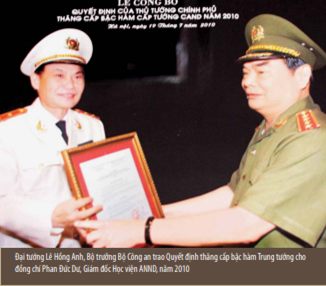 LỄ CÔNG BỐ
QUYẾT ĐỊNH CỦA THỦ TƯỚNG CHÍNH PHỦ
THĂNG CẤP BẬC HÀM CẤP TƯỚNG CAND NĂM 2010
Hà nội, ngày 19 Tháng 7 năm 2010
Đại tướng Lê Hồng Anh, Bộ trưởng Bộ Công an trao Quyết định thăng cấp bậc hàm Trung tướng cho
đồng chí Phan Đức Dư, Giám đốc Học viện ANND, năm 2010